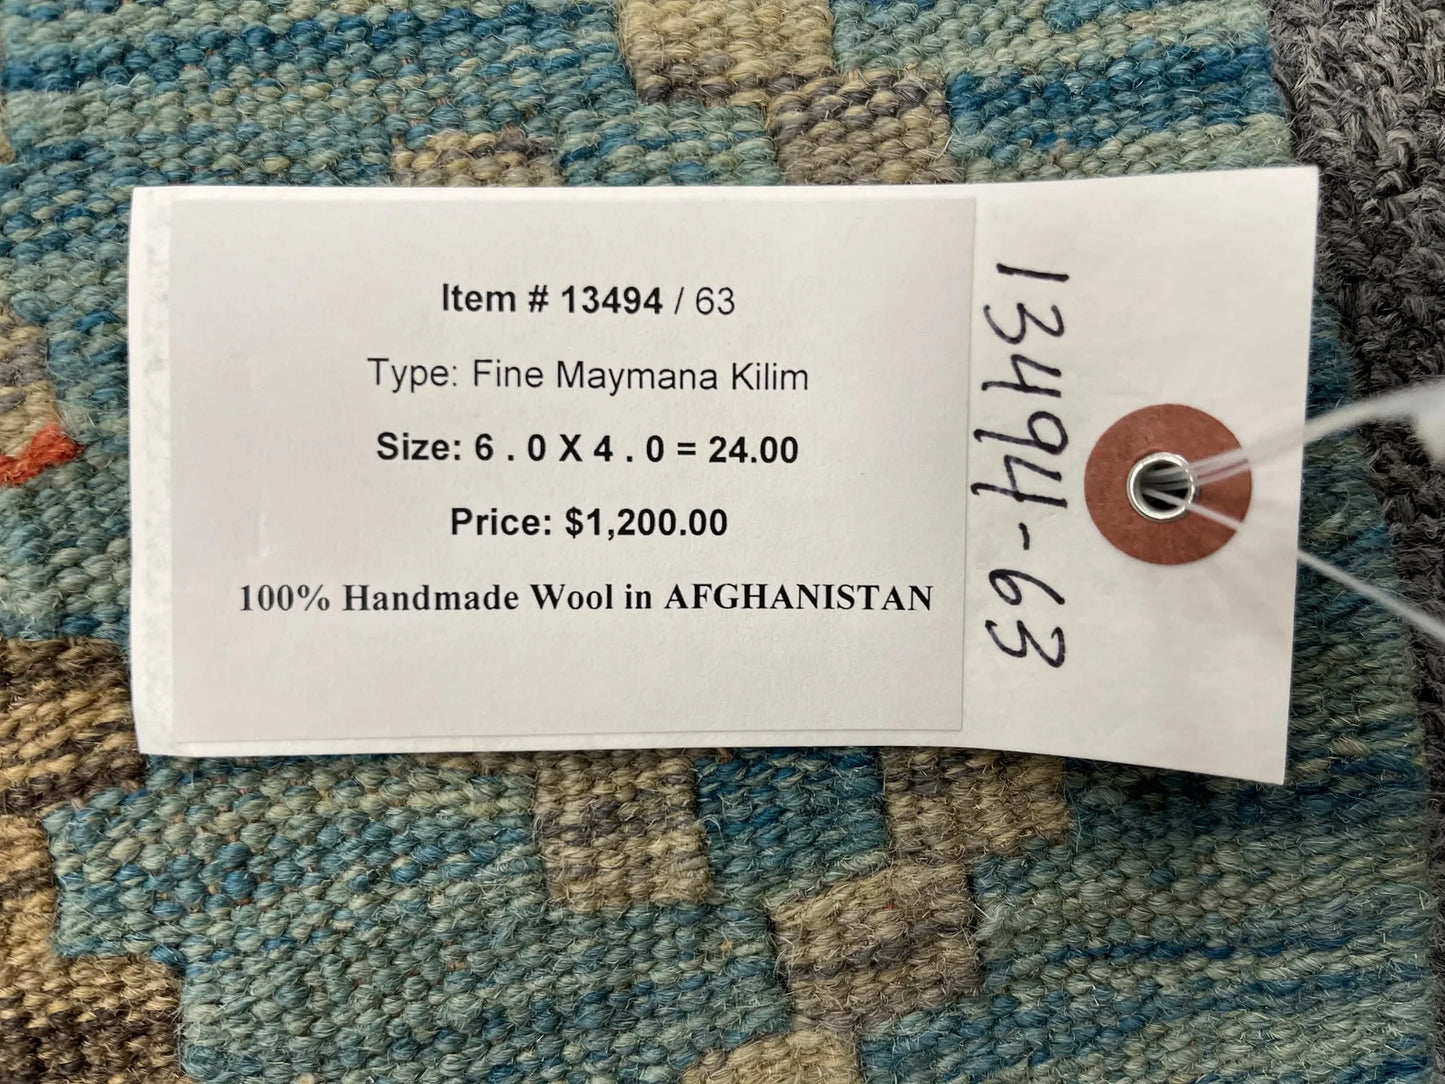 Item # 13494 / 63
Type: Fine Maymana Kilim
Size: 6 . 0 X 4 . 0 = 24.00
Price: $1,200.00
100% Handmade Wool in AFGHANISTAN
13494-63